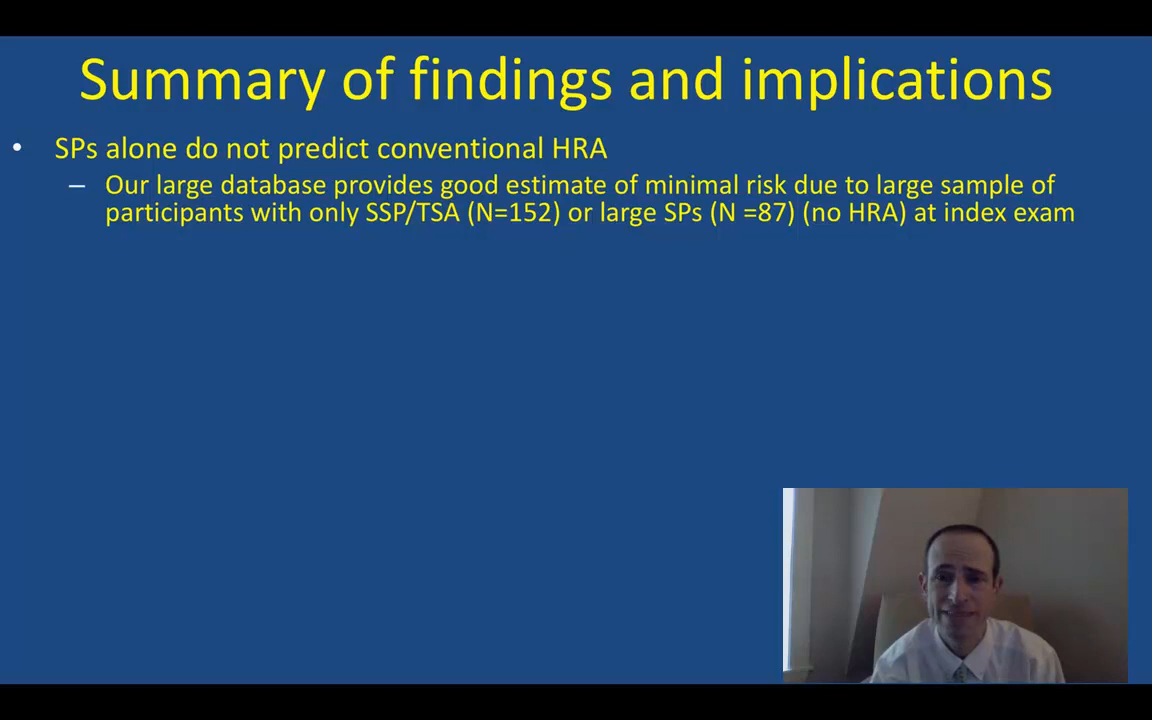 Summary of findings and implications
• SPs alone do not predict conventional HRA
– Our large database provides good estimate of minimal risk due to large sample of
participants with only SSP/TSA (N=152) or large SPs (N =87) (no HRA) at index exam